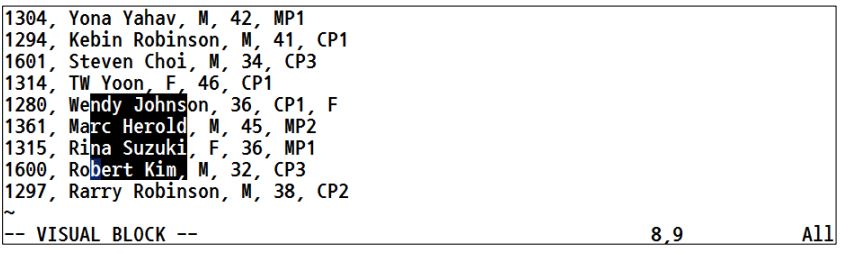 1304, Yona Yahav, M, 42, MP1
1294, Kebin Robinson, M, 41, CP1
1601, Steven Choi, M, 34, CP3
1314, TW Yoon, F, 46, CP1
1280, Wendy Johnson, 36, CP1, F
1361, Marc Herold, M, 45, MP2
1315, Rina Suzuki, F, 36, MP1
1600, Robert Kim, M, 32, CP3
1297, Rarry Robinson, M, 38, CP2
~
-- VISUAL BLOCK -- 8,9 All